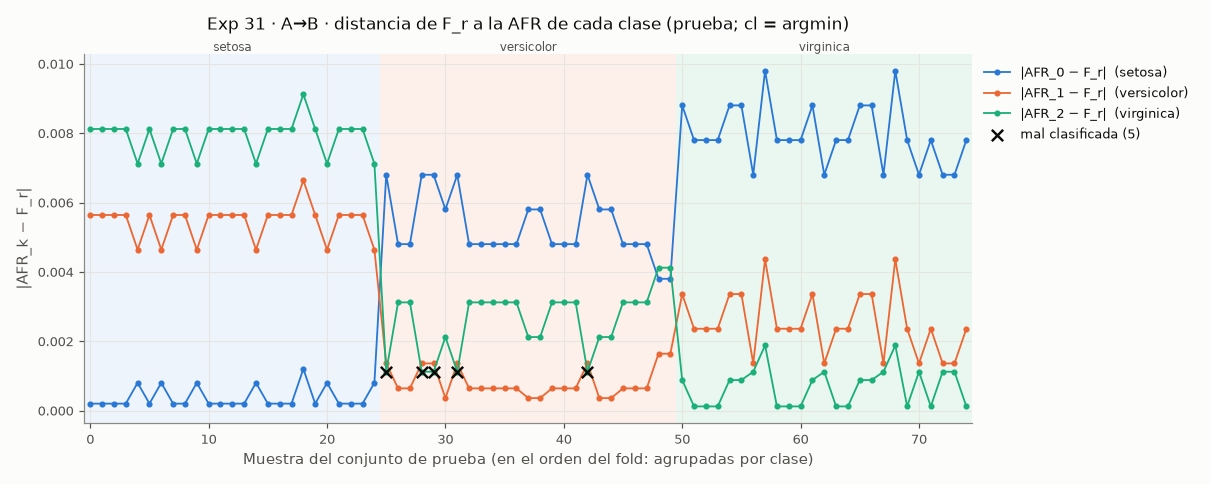 Exp 31 · A→B · distancia de F_r a la AFR de cada clase (prueba; cl = argmin)
setosa
versicolor
virginica
|AFR_0 − F_r| (setosa)
|AFR_1 − F_r| (versicolor)
|AFR_2 − F_r| (virginica)
mal clasificada (5)
|AFR_k − F_r|
0.010
0.008
0.006
0.004
0.002
0.000
0
10
20
30
40
50
60
70
Muestra del conjunto de prueba (en el orden del fold: agrupadas por clase)